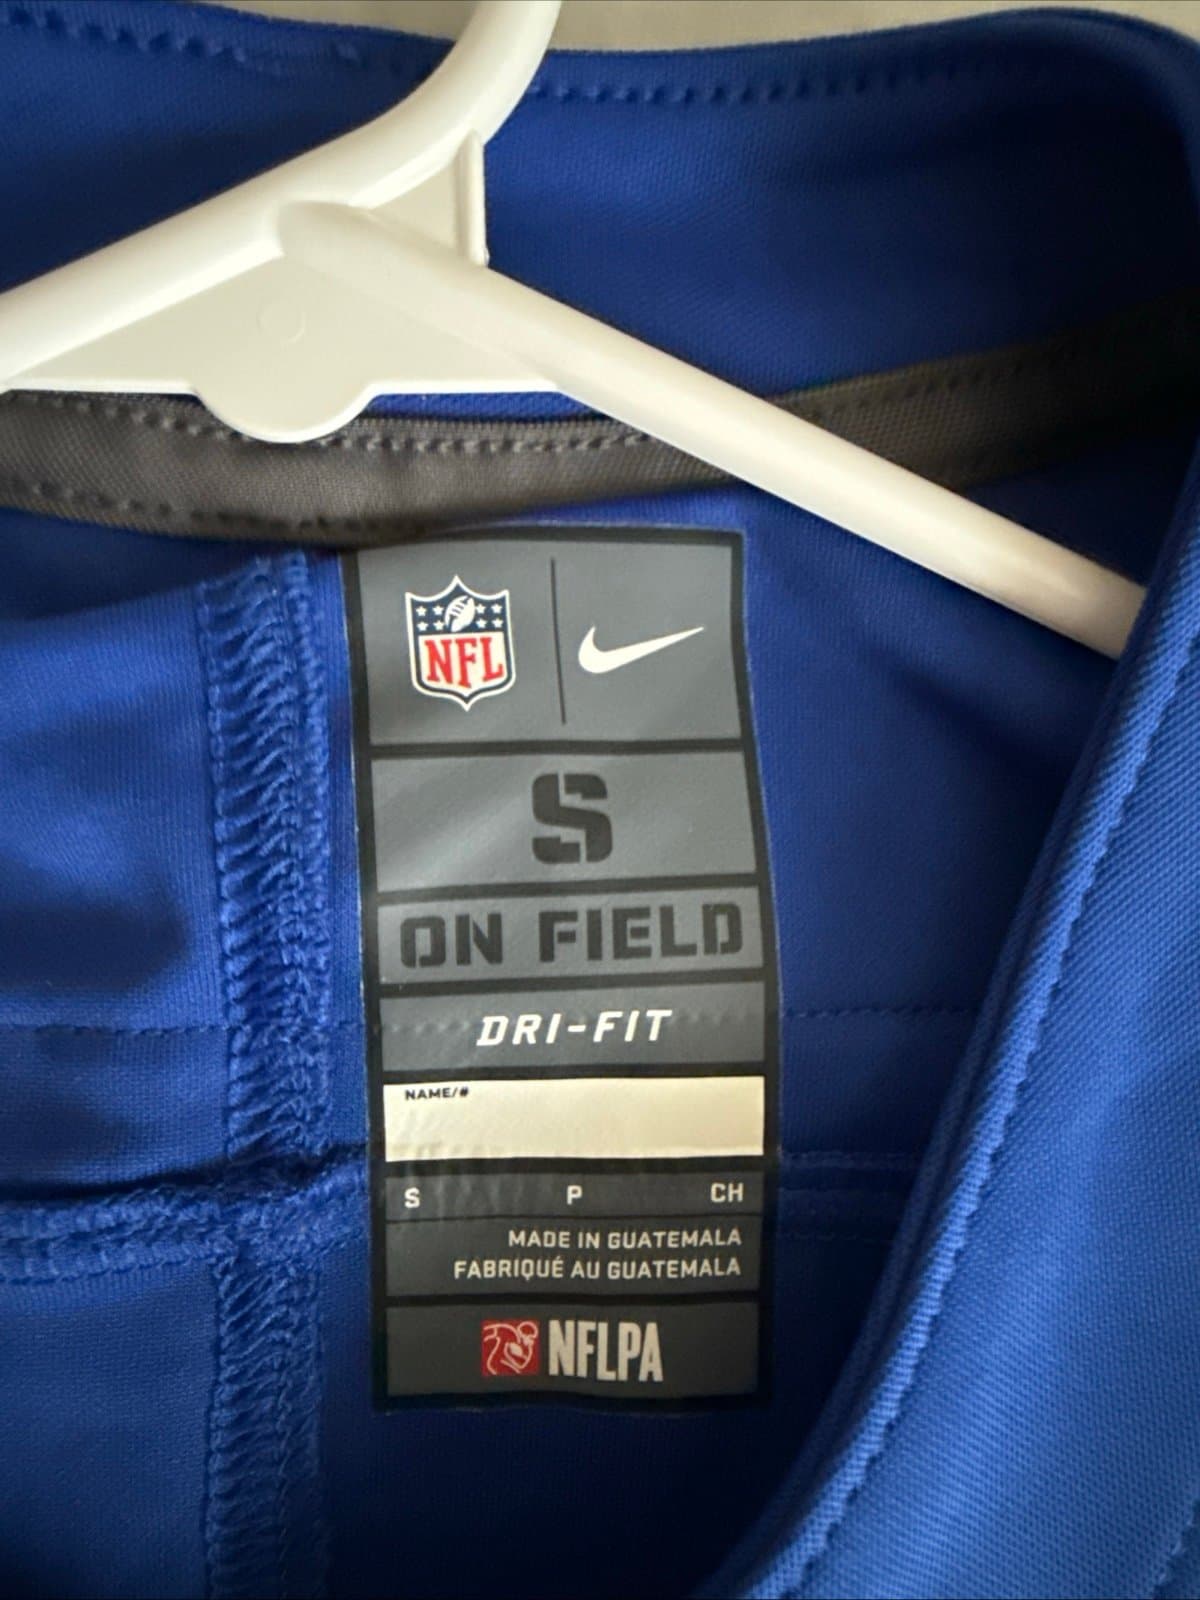 NFL
S
ON FIELD
DRI-FIT
NAME/#
S P CH
MADE IN GUATEMALA
FABRIQUÉ AU GUATEMALA
NFLPA